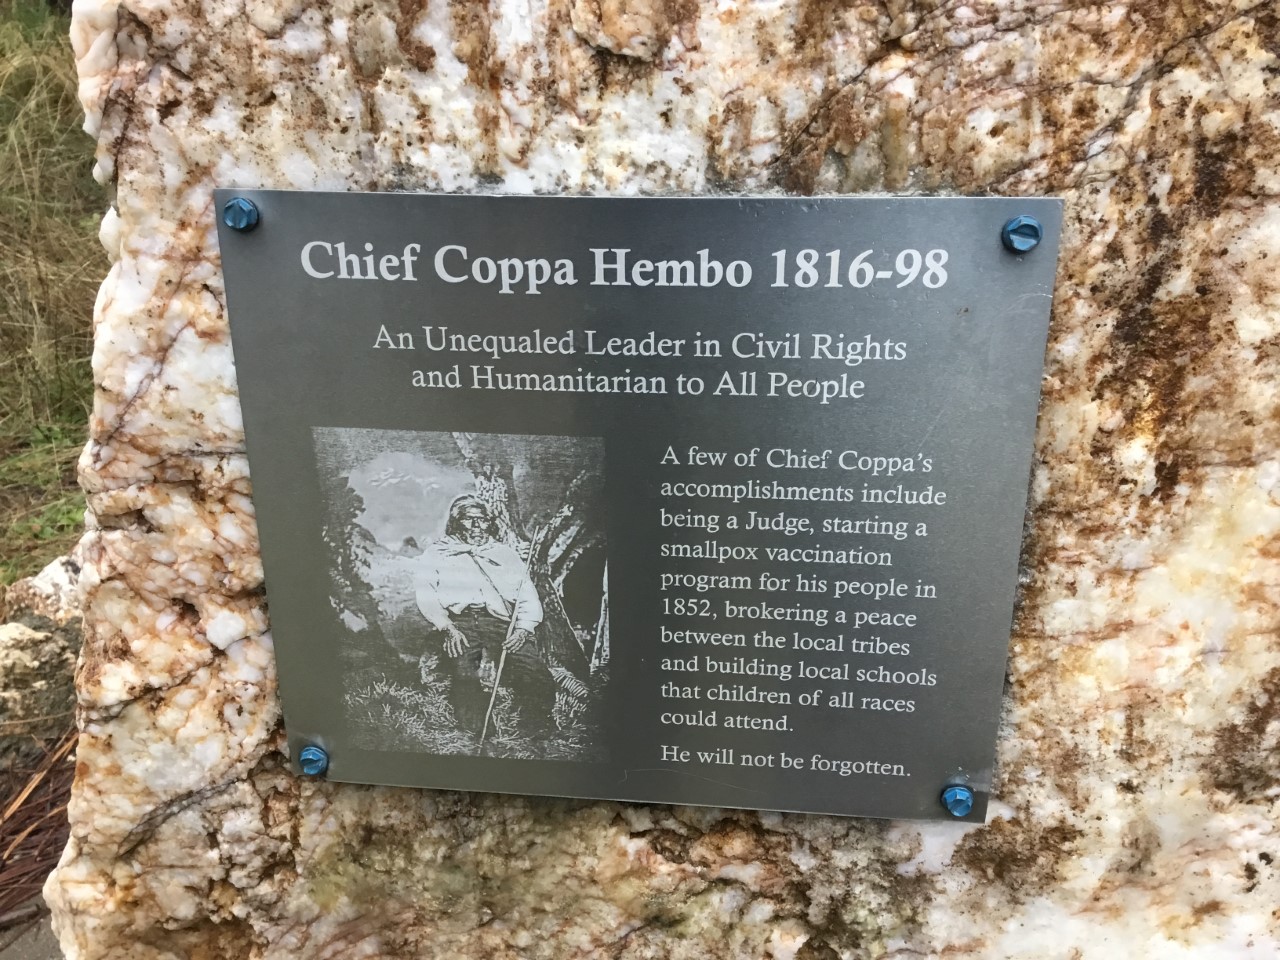 Chief Coppa Hembo 1816-98
An Unequaled Leader in Civil Rights
and Humanitarian to All People
A few of Chief Coppa's
accomplishments include
being a Judge, starting a
smallpox vaccination
program for his people in
1852, brokering a peace
between the local tribes
and building local schools
that children of all races
could attend.
He will not be forgotten.